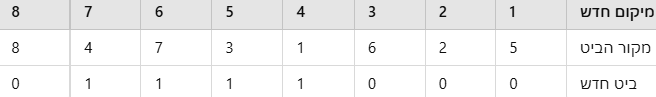 מיקום חדש 1 2 3 4 5 6 7 8
מקור הביט 5 2 6 1 3 7 4 8
ביט חדש 0 0 0 1 1 1 1 0